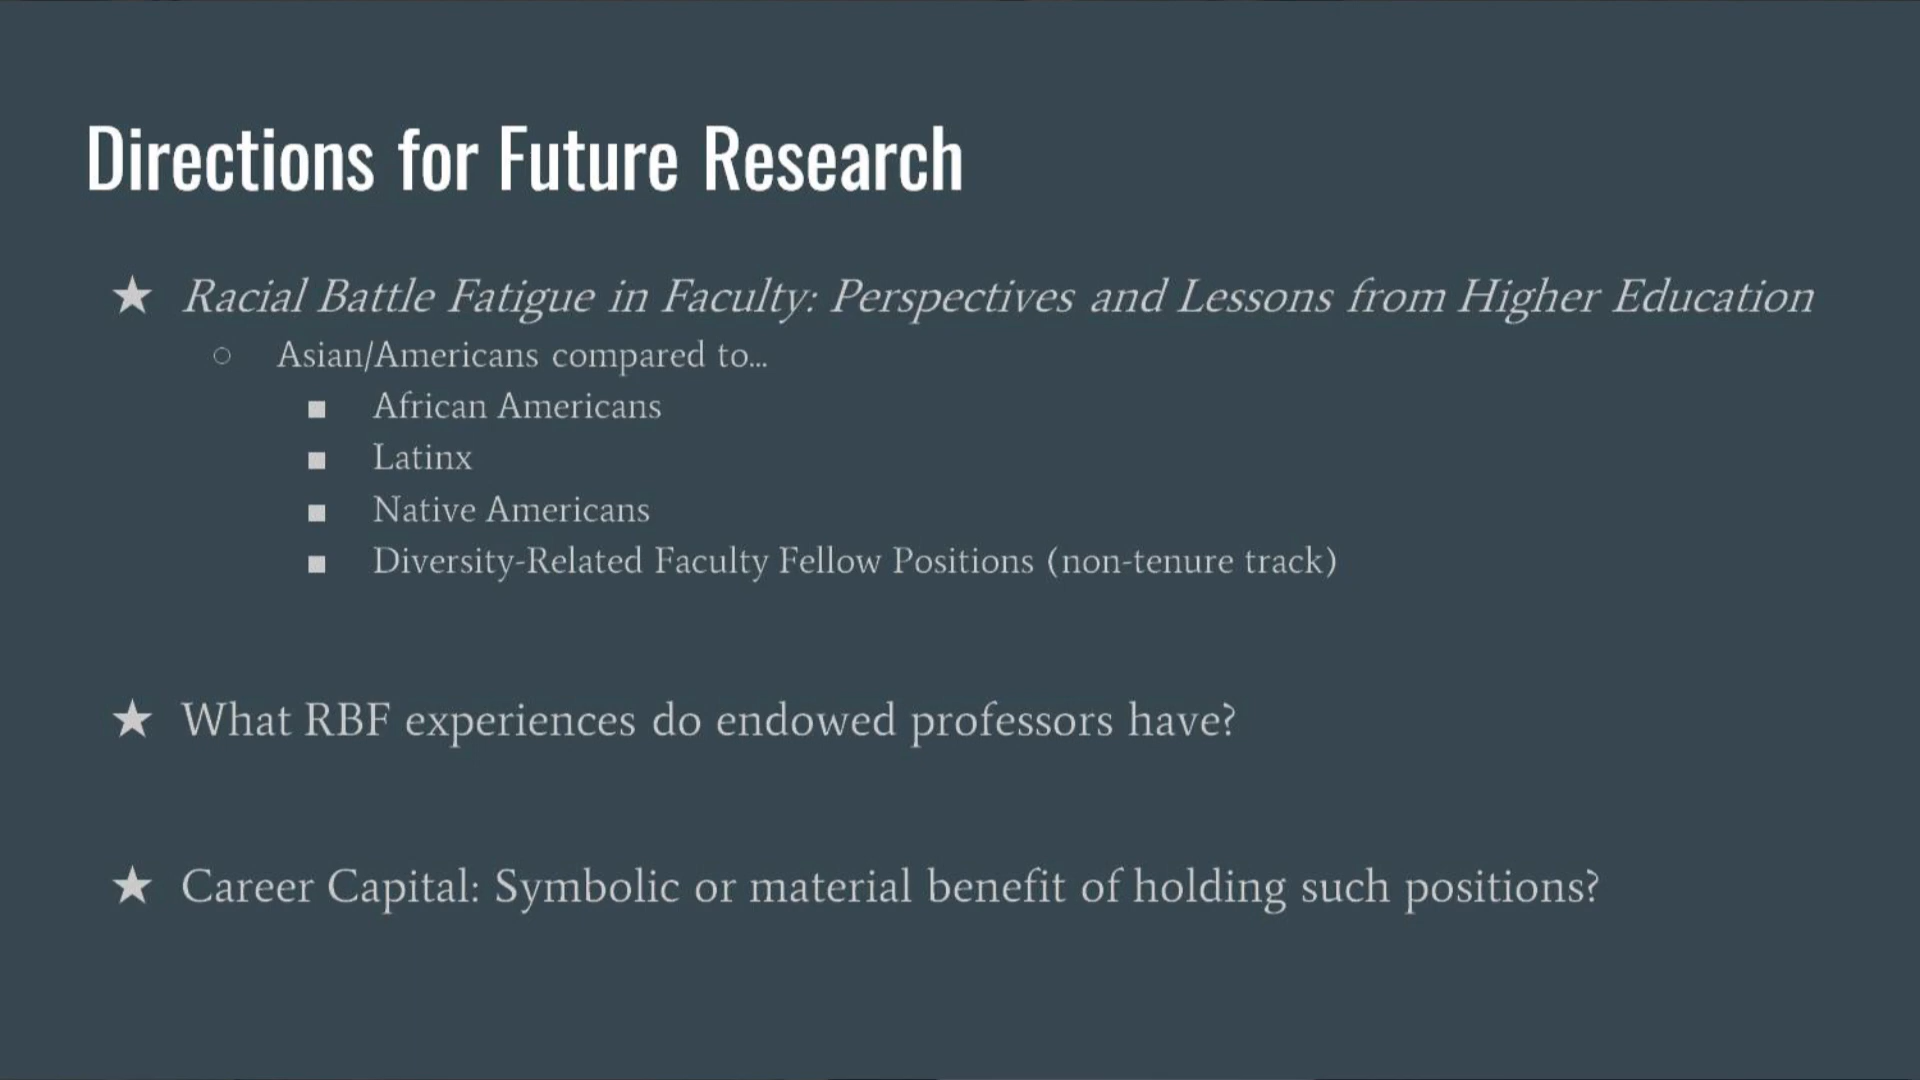 Directions for Future Research
★ Racial Battle Fatigue in Faculty: Perspectives and Lessons from Higher Education
○ Asian/Americans compared to…
■ African Americans
■ Latinx
■ Native Americans
■ Diversity-Related Faculty Fellow Positions (non-tenure track)
★ What RBF experiences do endowed professors have?
★ Career Capital: Symbolic or material benefit of holding such positions?